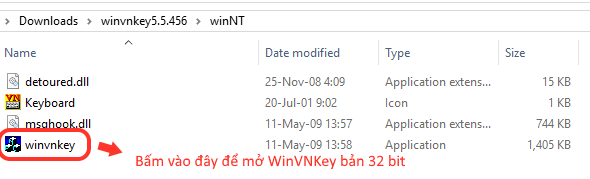 Downloads > winvnkey5.5.456 > winNT
Name Date modified Type Size
detoured.dll 25-Nov-08 4:09 Application extens... 15 KB
VN Keyboard 20-Jul-01 9:02 Icon 1 KB
msghook.dll 11-May-09 13:57 Application extens... 744 KB
winvnkey 11-May-09 13:58 Application 1,405 KB
Bấm vào đây để mở WinVNKey bản 32 bit